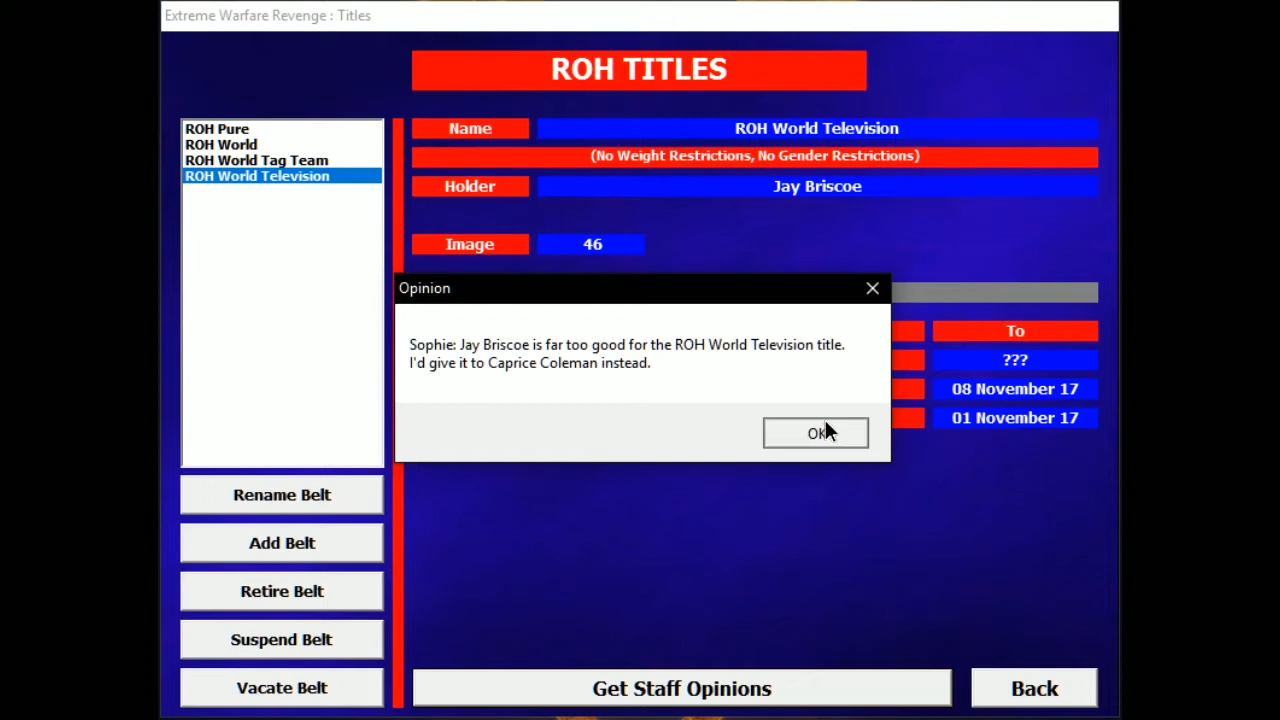 Extreme Warfare Revenge : Titles
ROH TITLES
ROH Pure
ROH World
ROH World Tag Team
ROH World Television
Name
ROH World Television
(No Weight Restrictions, No Gender Restrictions)
Holder
Jay Briscoe
Image
46
Opinion
Sophie: Jay Briscoe is far too good for the ROH World Television title.
I'd give it to Caprice Coleman instead.
OK
To
???
08 November 17
01 November 17
Rename Belt
Add Belt
Retire Belt
Suspend Belt
Vacate Belt
Get Staff Opinions
Back